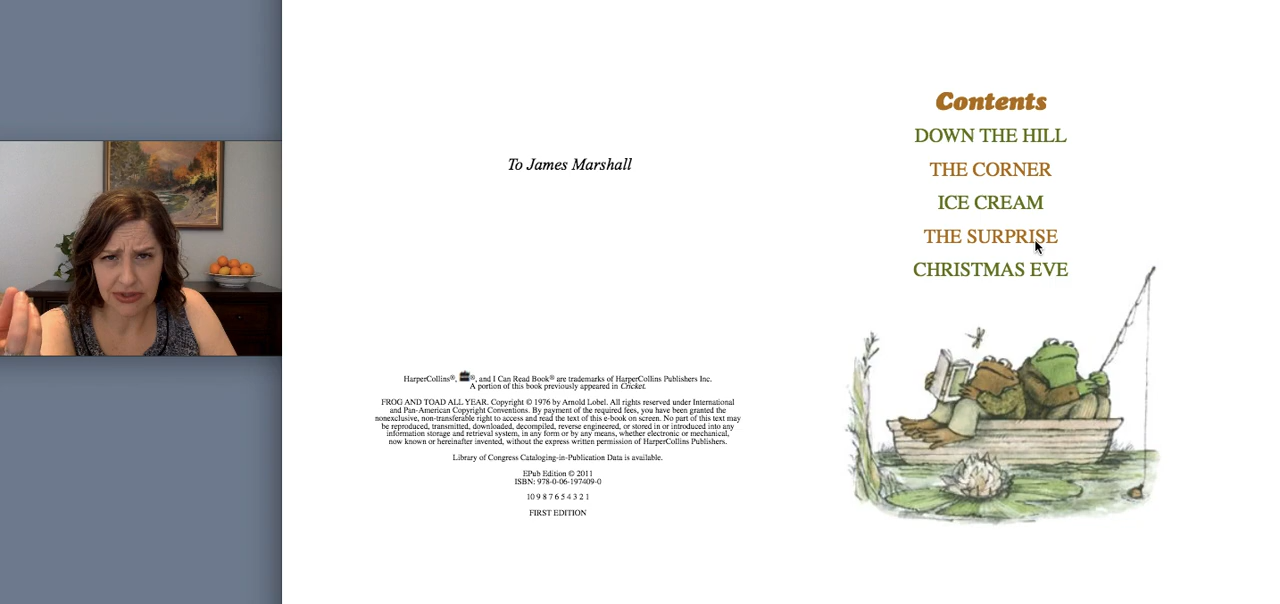 To James Marshall
HarperCollins®, ®, and I Can Read Book® are trademarks of HarperCollins Publishers Inc.
A portion of this book previously appeared in Cricket.
FROG AND TOAD ALL YEAR. Copyright © 1976 by Arnold Lobel. All rights reserved under International
and Pan-American Copyright Conventions. By payment of the required fees, you have been granted the
nonexclusive, non-transferable right to access and read the text of this e-book on screen. No part of this text may
be reproduced, transmitted, downloaded, decompiled, reverse engineered, or stored in or introduced into any
information storage and retrieval system, in any form or by any means, whether electronic or mechanical,
now known or hereinafter invented, without the express written permission of HarperCollins Publishers.
Library of Congress Cataloging-in-Publication Data is available.
EPub Edition © 2011
ISBN: 978-0-06-197409-0
10 9 8 7 6 5 4 3 2 1
FIRST EDITION
Contents
DOWN THE HILL
THE CORNER
ICE CREAM
THE SURPRISE
CHRISTMAS EVE